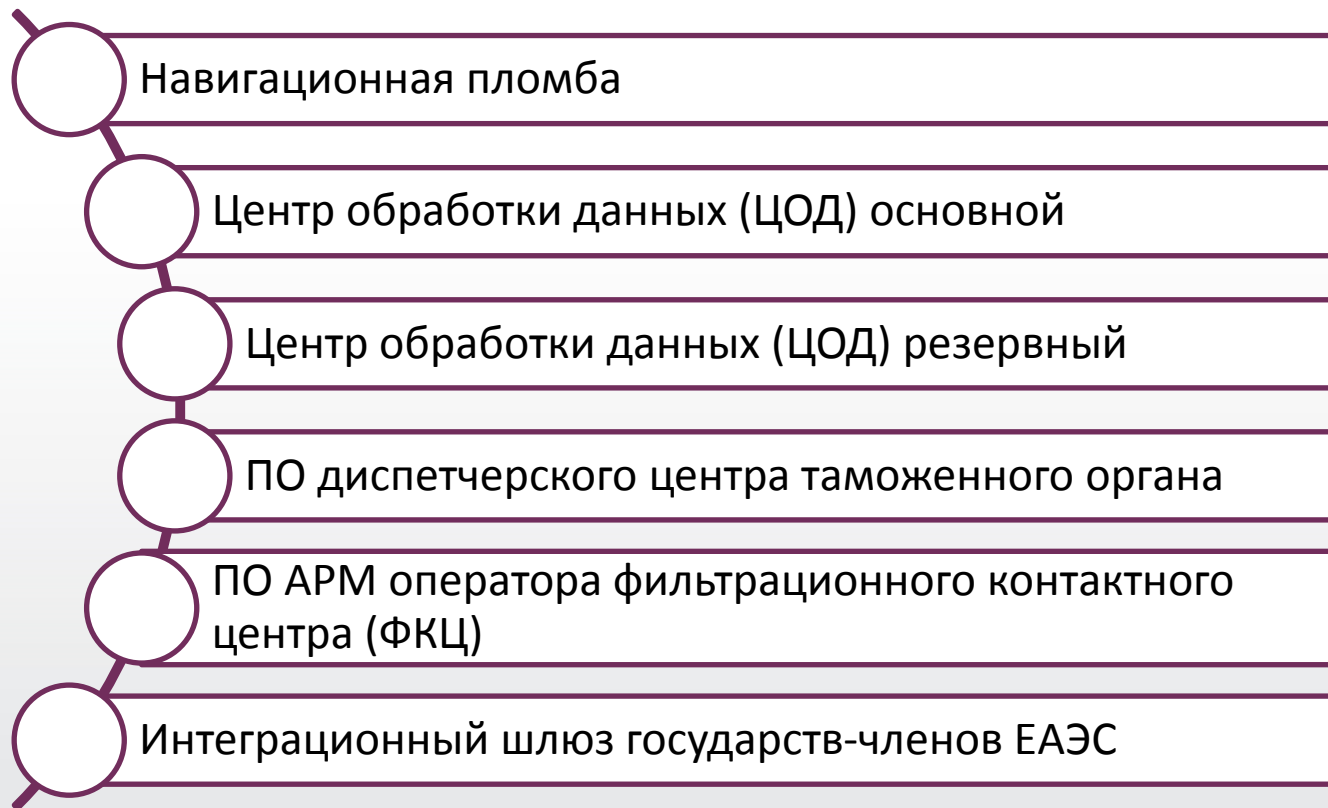 Навигационная пломба
Центр обработки данных (ЦОД) основной
Центр обработки данных (ЦОД) резервный
ПО диспетчерского центра таможенного органа
ПО АРМ оператора фильтрационного контактного
центра (ФКЦ)
Интеграционный шлюз государств-членов ЕАЭС